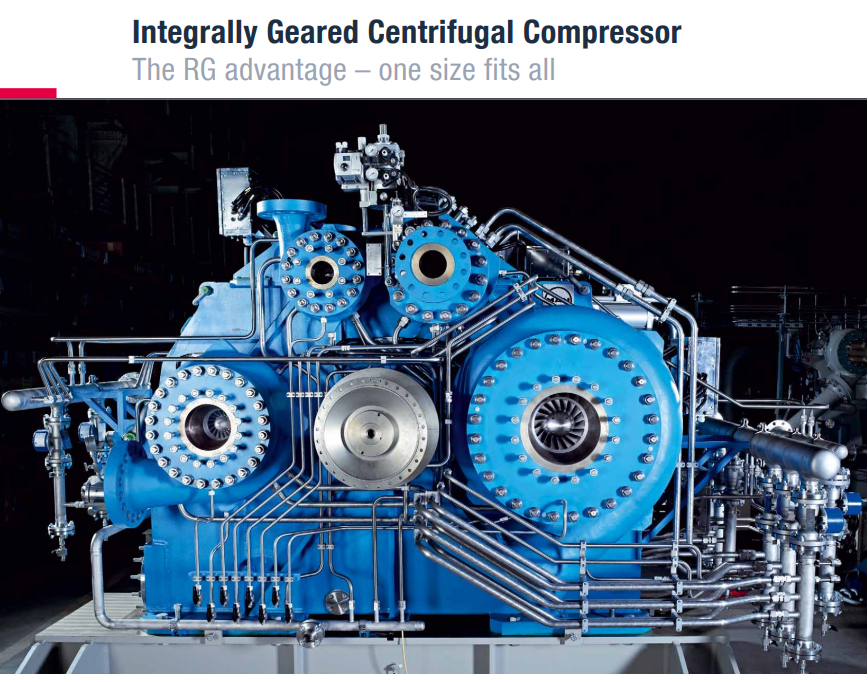 Integrally Geared Centrifugal Compressor
The RG advantage – one size fits all